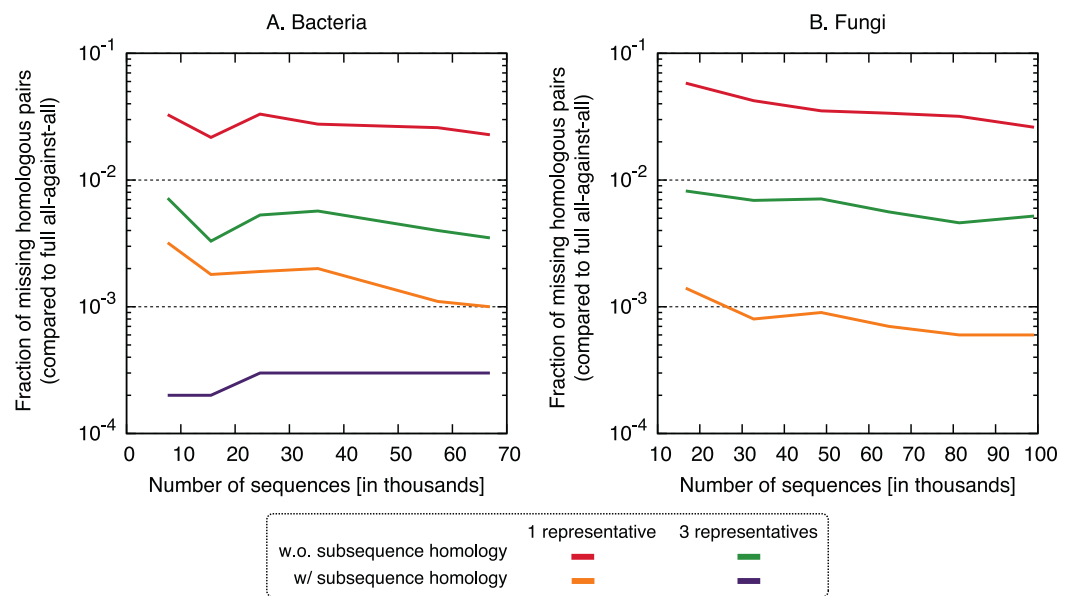 A. Bacteria
Fraction of missing homologous pairs
(compared to full all-against-all)
10-1
10-2
10-3
10-4
0 10 20 30 40 50 60 70
Number of sequences [in thousands]
B. Fungi
Fraction of missing homologous pairs
(compared to full all-against-all)
10-1
10-2
10-3
10-4
10 20 30 40 50 60 70 80 90 100
Number of sequences [in thousands]
1 representative 3 representatives
w.o. subsequence homology
w/ subsequence homology